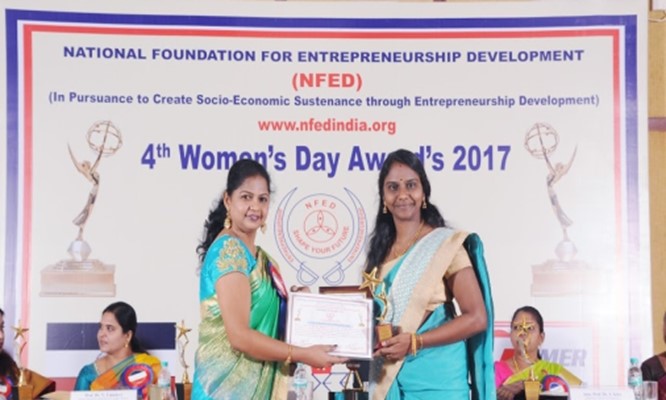 NATIONAL FOUNDATION FOR ENTREPRENEURSHIP DEVELOPMENT
(NFED)
(In Pursuance to Create Socio-Economic Sustenance through Entrepreneurship Development)
www.nfedindia.org
4th Women's Day Award's 2017
NFED
SHAPE YOUR FUTURE
MER